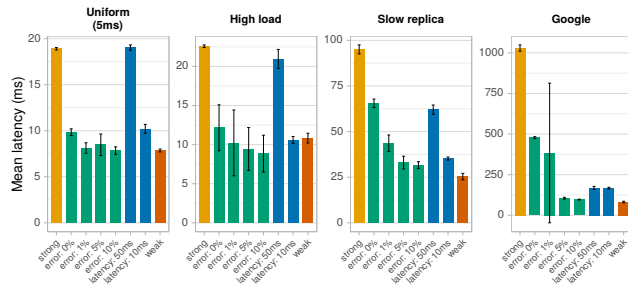 Uniform
(5ms)
High load
Slow replica
Google
Mean latency (ms)
20
15
10
5
0
20
15
10
5
0
100
75
50
25
0
1000
750
500
250
0
strong
error: 0%
error: 1%
error: 5%
error: 10%
latency: 50ms
latency: 10ms
weak
strong
error: 0%
error: 1%
error: 5%
error: 10%
latency: 50ms
latency: 10ms
weak
strong
error: 0%
error: 1%
error: 5%
error: 10%
latency: 50ms
latency: 10ms
weak
strong
error: 0%
error: 1%
error: 5%
error: 10%
latency: 50ms
latency: 10ms
weak